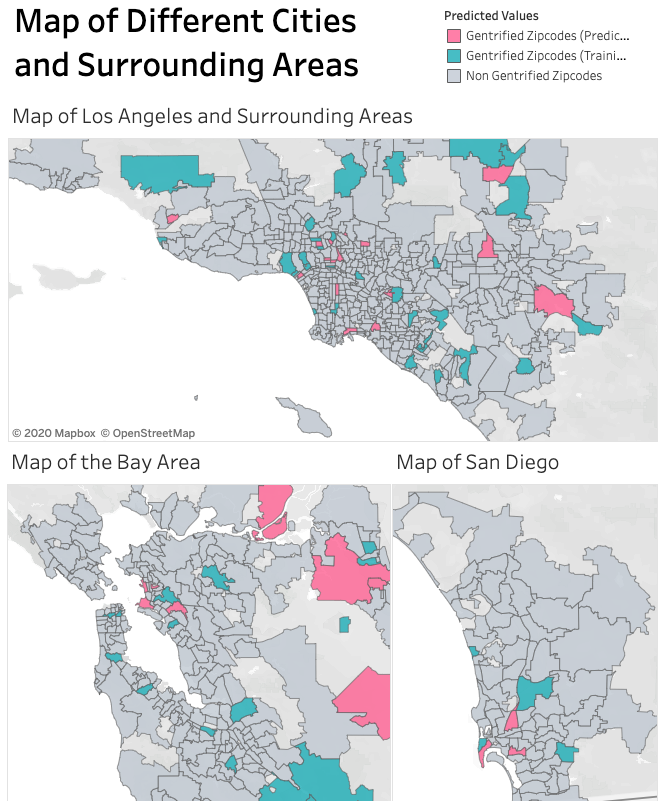 Map of Different Cities
and Surrounding Areas
Predicted Values
Gentrified Zipcodes (Predic...
Gentrified Zipcodes (Traini...
Non Gentrified Zipcodes
Map of Los Angeles and Surrounding Areas
© 2020 Mapbox © OpenStreetMap
Map of the Bay Area
Map of San Diego